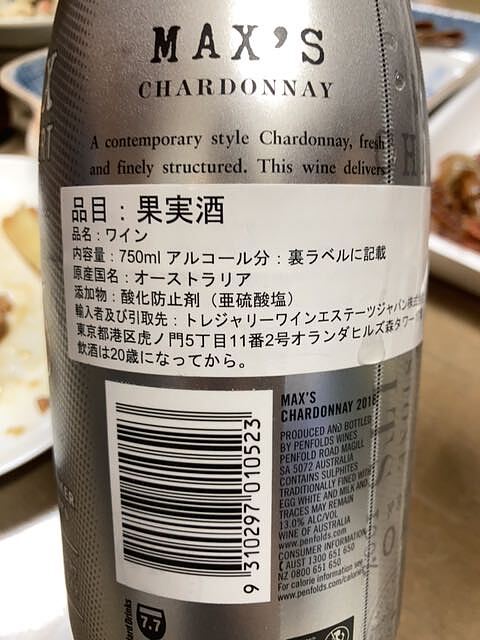 MAX'S
CHARDONNAY
A contemporary style Chardonnay, fresh
and finely structured. This wine delivers
品目：果実酒
品名：ワイン
内容量：750ml アルコール分：裏ラベルに記載
原産国名：オーストラリア
添加物：酸化防止剤（亜硫酸塩）
輸入者及び引取先：トレジャリーワインエステーツジャパン株式
東京都港区虎ノ門5丁目11番2号オランダヒルズ森タワー
飲酒は20歳になってから。
MAX'S
CHARDONNAY 2016
PRODUCED AND BOTTLED
BY PENFOLDS WINES
PENFOLD ROAD MAGILL
SA 5072 AUSTRALIA
CONTAINS SULPHITES
TRADITIONALLY FINED WITH
EGG WHITE AND MILK AND
TRACES MAY REMAIN
13.0% ALC/VOL
WINE OF AUSTRALIA
www.penfolds.com
CONSUMER INFORMATION
AUST 1300 651 650
NZ 0800 651 650
For calorie information see
www.penfolds.com/calories
9 310297 010523
7.7